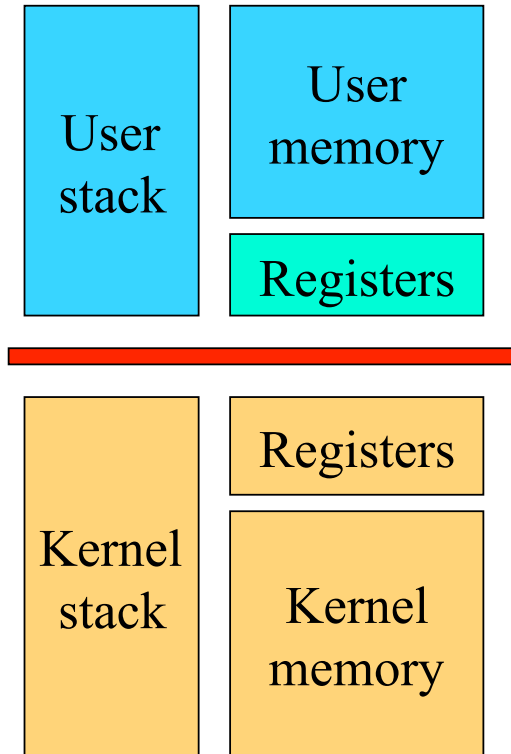 User
stack
User
memory
Registers
Registers
Kernel
stack
Kernel
memory